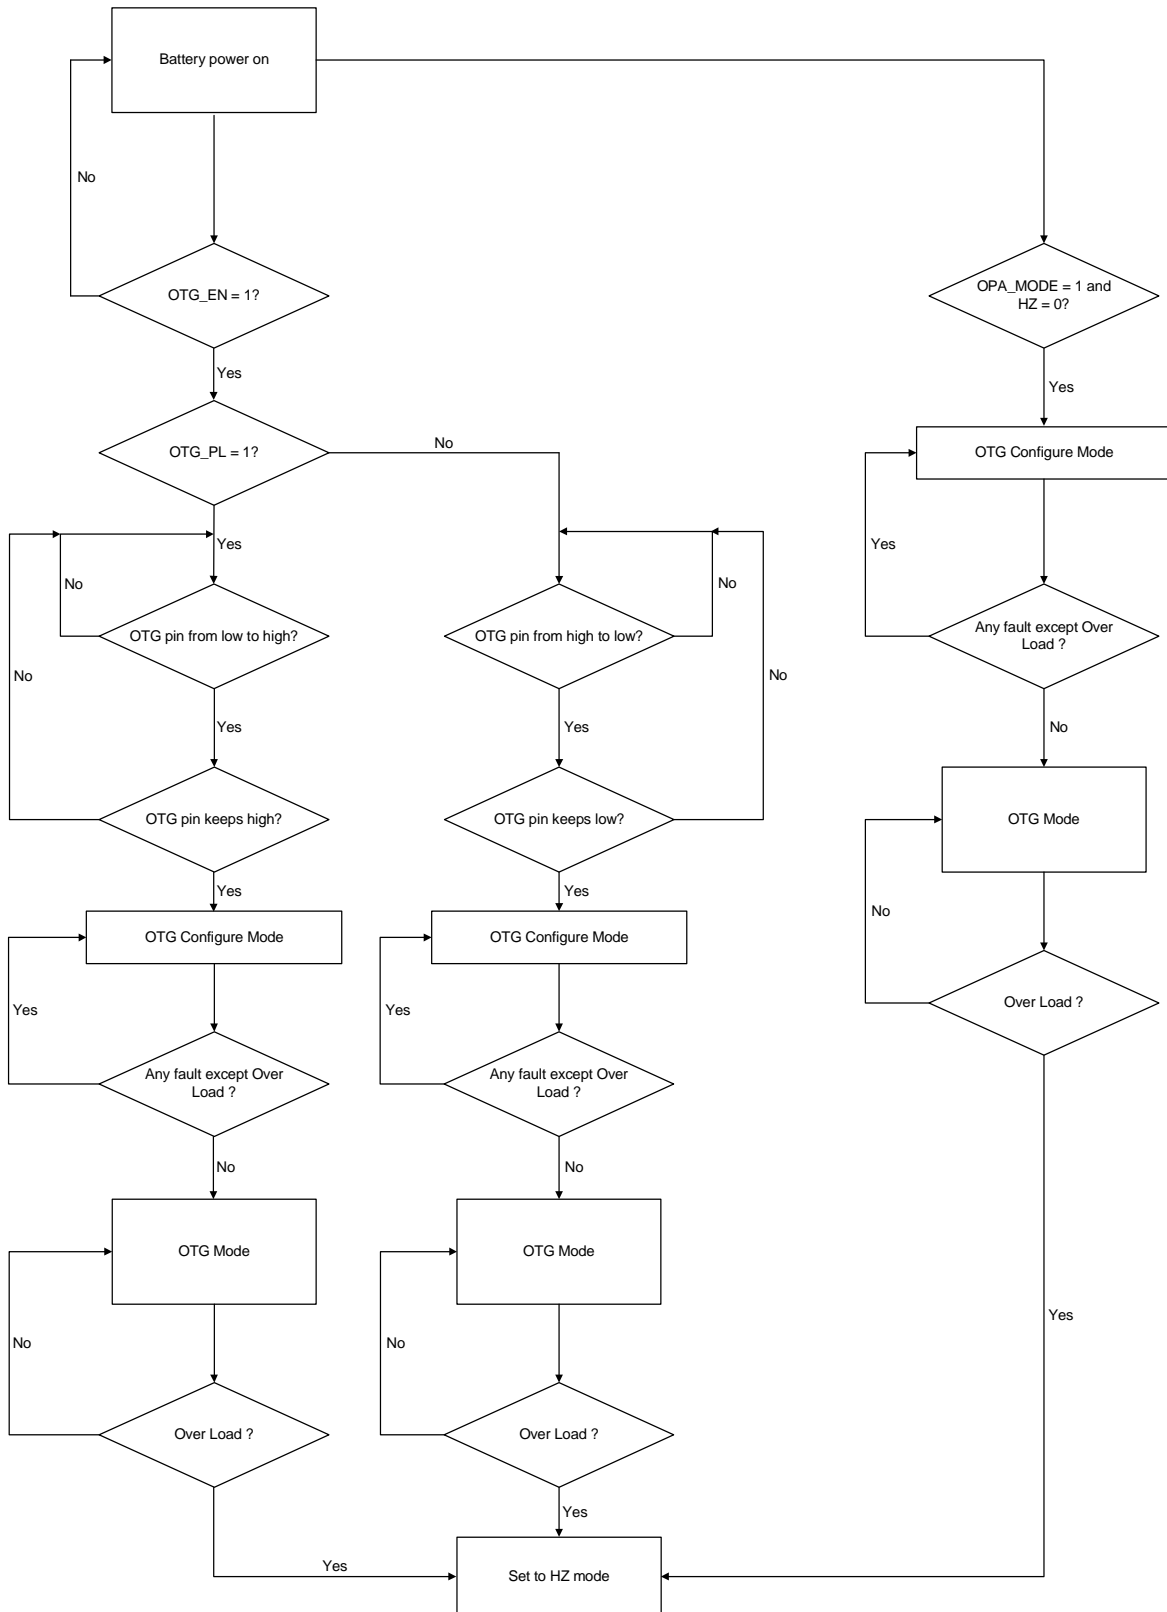 Battery power on
No
OTG_EN = 1?
OPA_MODE = 1 and
HZ = 0?
Yes
Yes
OTG_PL = 1?
No
OTG Configure Mode
Yes
Yes
No
No
OTG pin from low to high?
OTG pin from high to low?
Any fault except Over
Load ?
No
No
Yes
Yes
No
OTG pin keeps high?
OTG pin keeps low?
OTG Mode
Yes
Yes
No
OTG Configure Mode
OTG Configure Mode
Yes
Yes
Over Load ?
Any fault except Over
Load ?
Any fault except Over
Load ?
No
No
OTG Mode
OTG Mode
Yes
No
No
Over Load ?
Over Load ?
Yes
Yes
Set to HZ mode